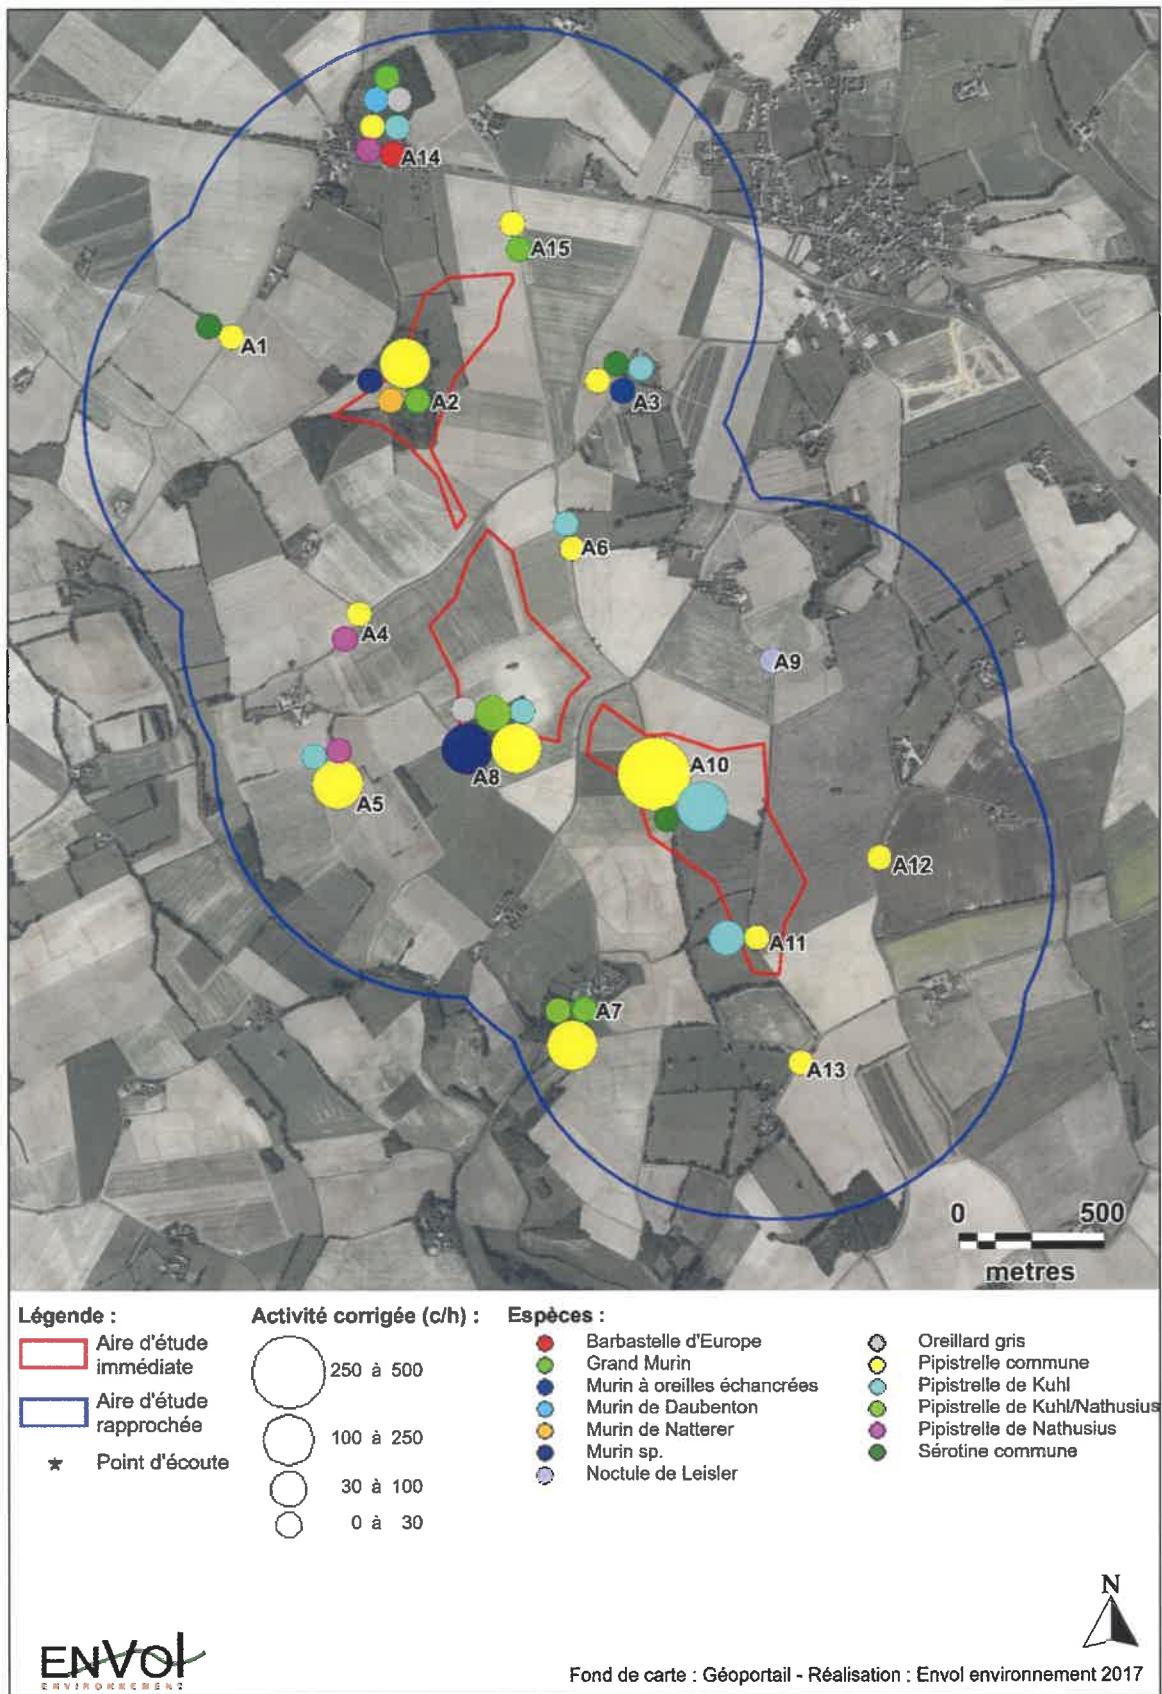 A14
A15
A1
A2
A3
A6
A4
A9
A8
A10
A5
A12
A11
A7
A13
0 500
metres
Légende :
Aire d'étude
immédiate
Aire d'étude
rapprochée
Point d'écoute
Activité corrigée (c/h) :
250 à 500
100 à 250
30 à 100
0 à 30
Espèces :
Barbastelle d'Europe
Grand Murin
Murin à oreilles échancrées
Murin de Daubenton
Murin de Natterer
Murin sp.
Noctule de Leisler
Oreillard gris
Pipistrelle commune
Pipistrelle de Kuhl
Pipistrelle de Kuhl/Nathusius
Pipistrelle de Nathusius
Sérotine commune
N
ENVOl
ENVIRONNEMENT
Fond de carte : Géoportail - Réalisation : Envol environnement 2017